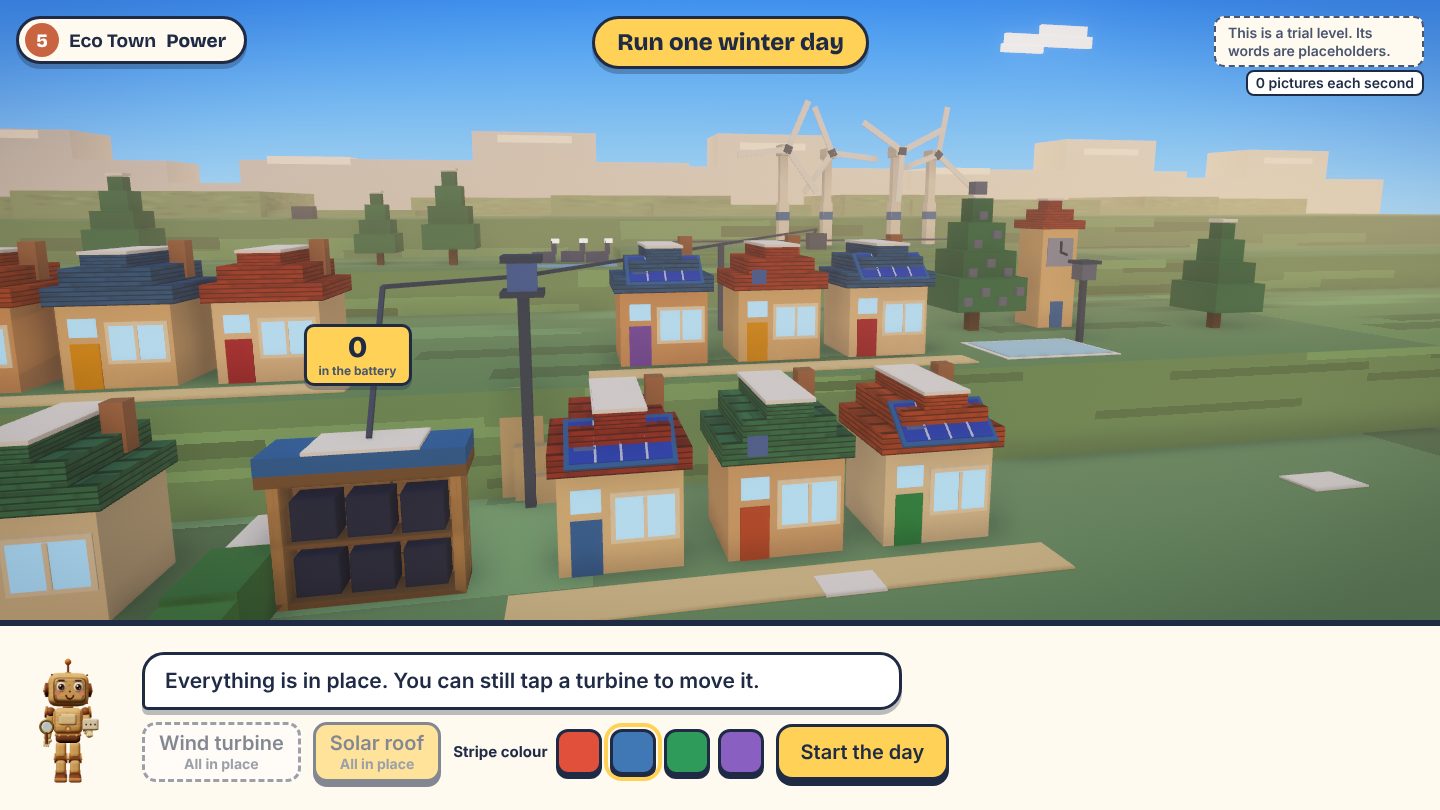 5 Eco Town Power
Run one winter day
This is a trial level. Its
words are placeholders.
0 pictures each second
0
in the battery
Everything is in place. You can still tap a turbine to move it.
Wind turbine
All in place
Solar roof
All in place
Stripe colour
Start the day